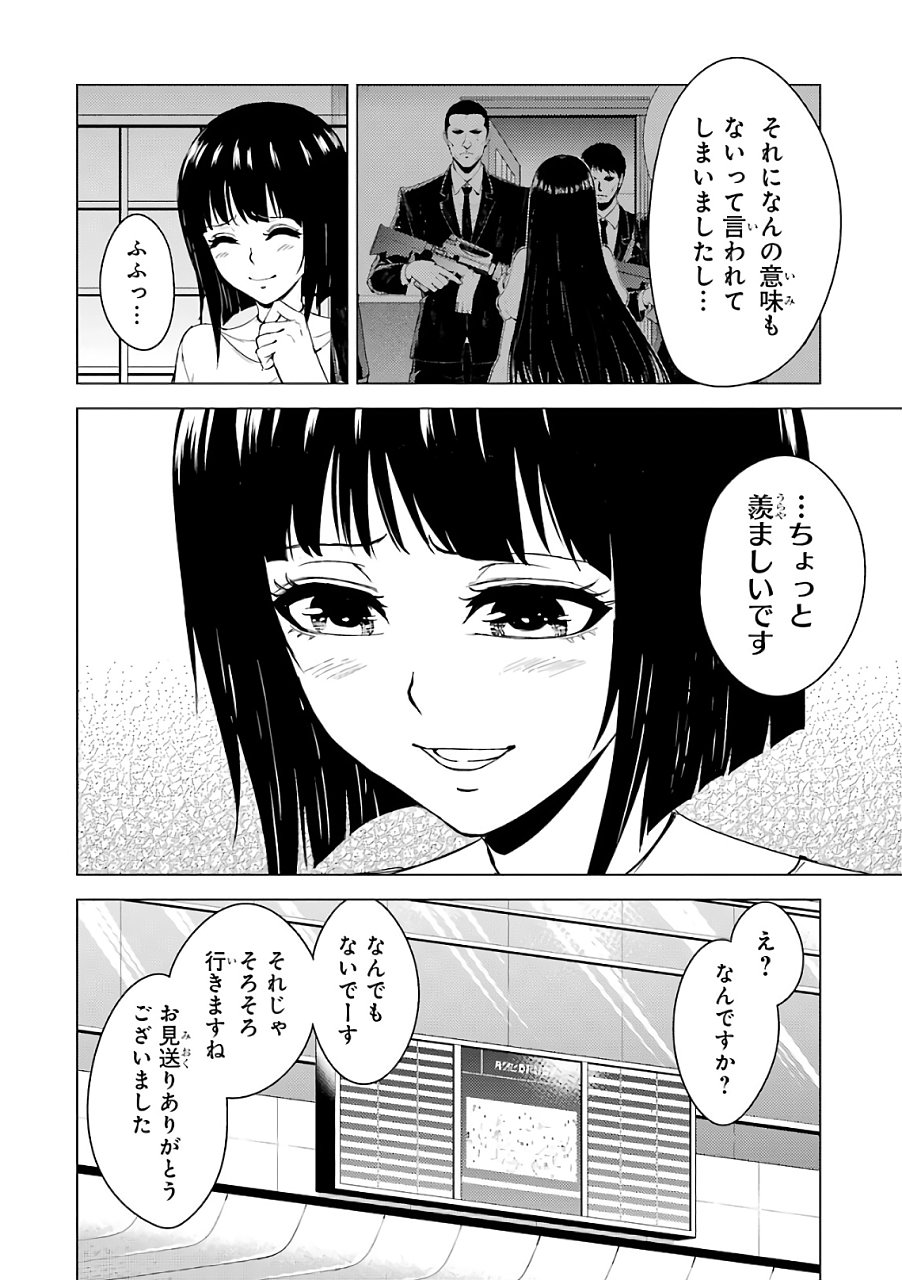 それになんの意味も
ないって言われて
しまいましたし…
ふふっ…
…ちょっと
羨ましいです
え?
なんですか?
なんでも
ないでーす
それじゃ
そろそろ
行きますね
お見送りありがとう
ございました